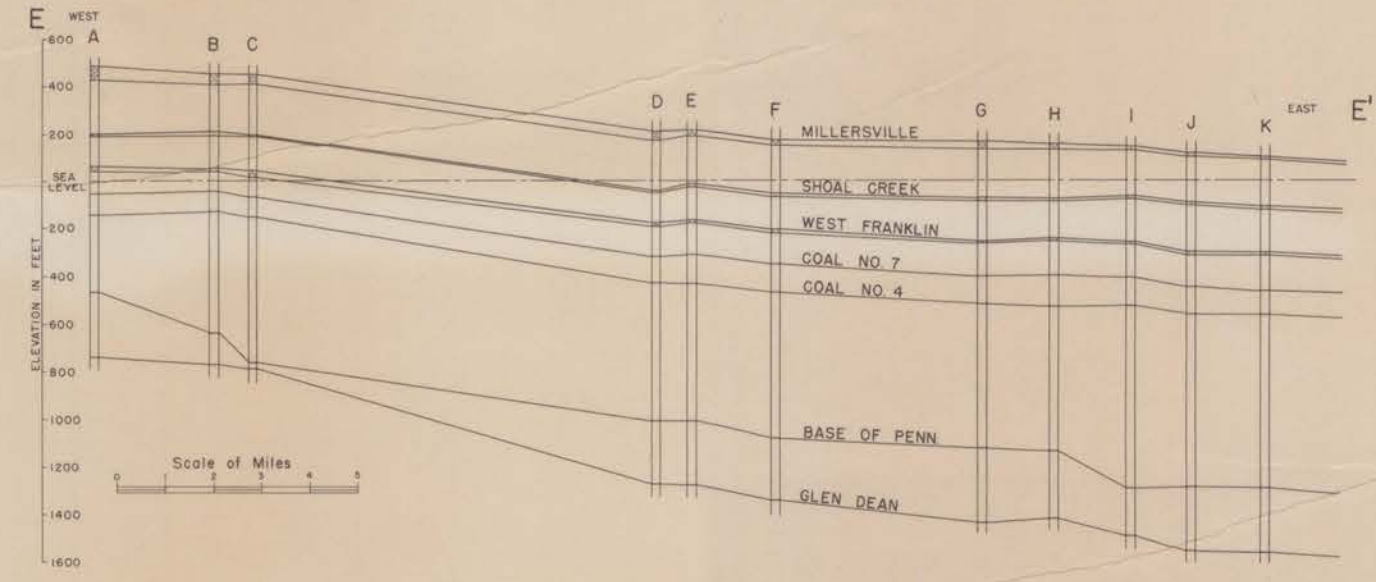 E WEST
EAST E'
A B C D E F G H I J K
ELEVATION IN FEET
600
400
200
SEA
LEVEL
200
400
600
800
1000
1200
1400
1600
MILLERSVILLE
SHOAL CREEK
WEST FRANKLIN
COAL NO. 7
COAL NO. 4
BASE OF PENN.
GLEN DEAN
Scale of Miles
0 2 3 4 5